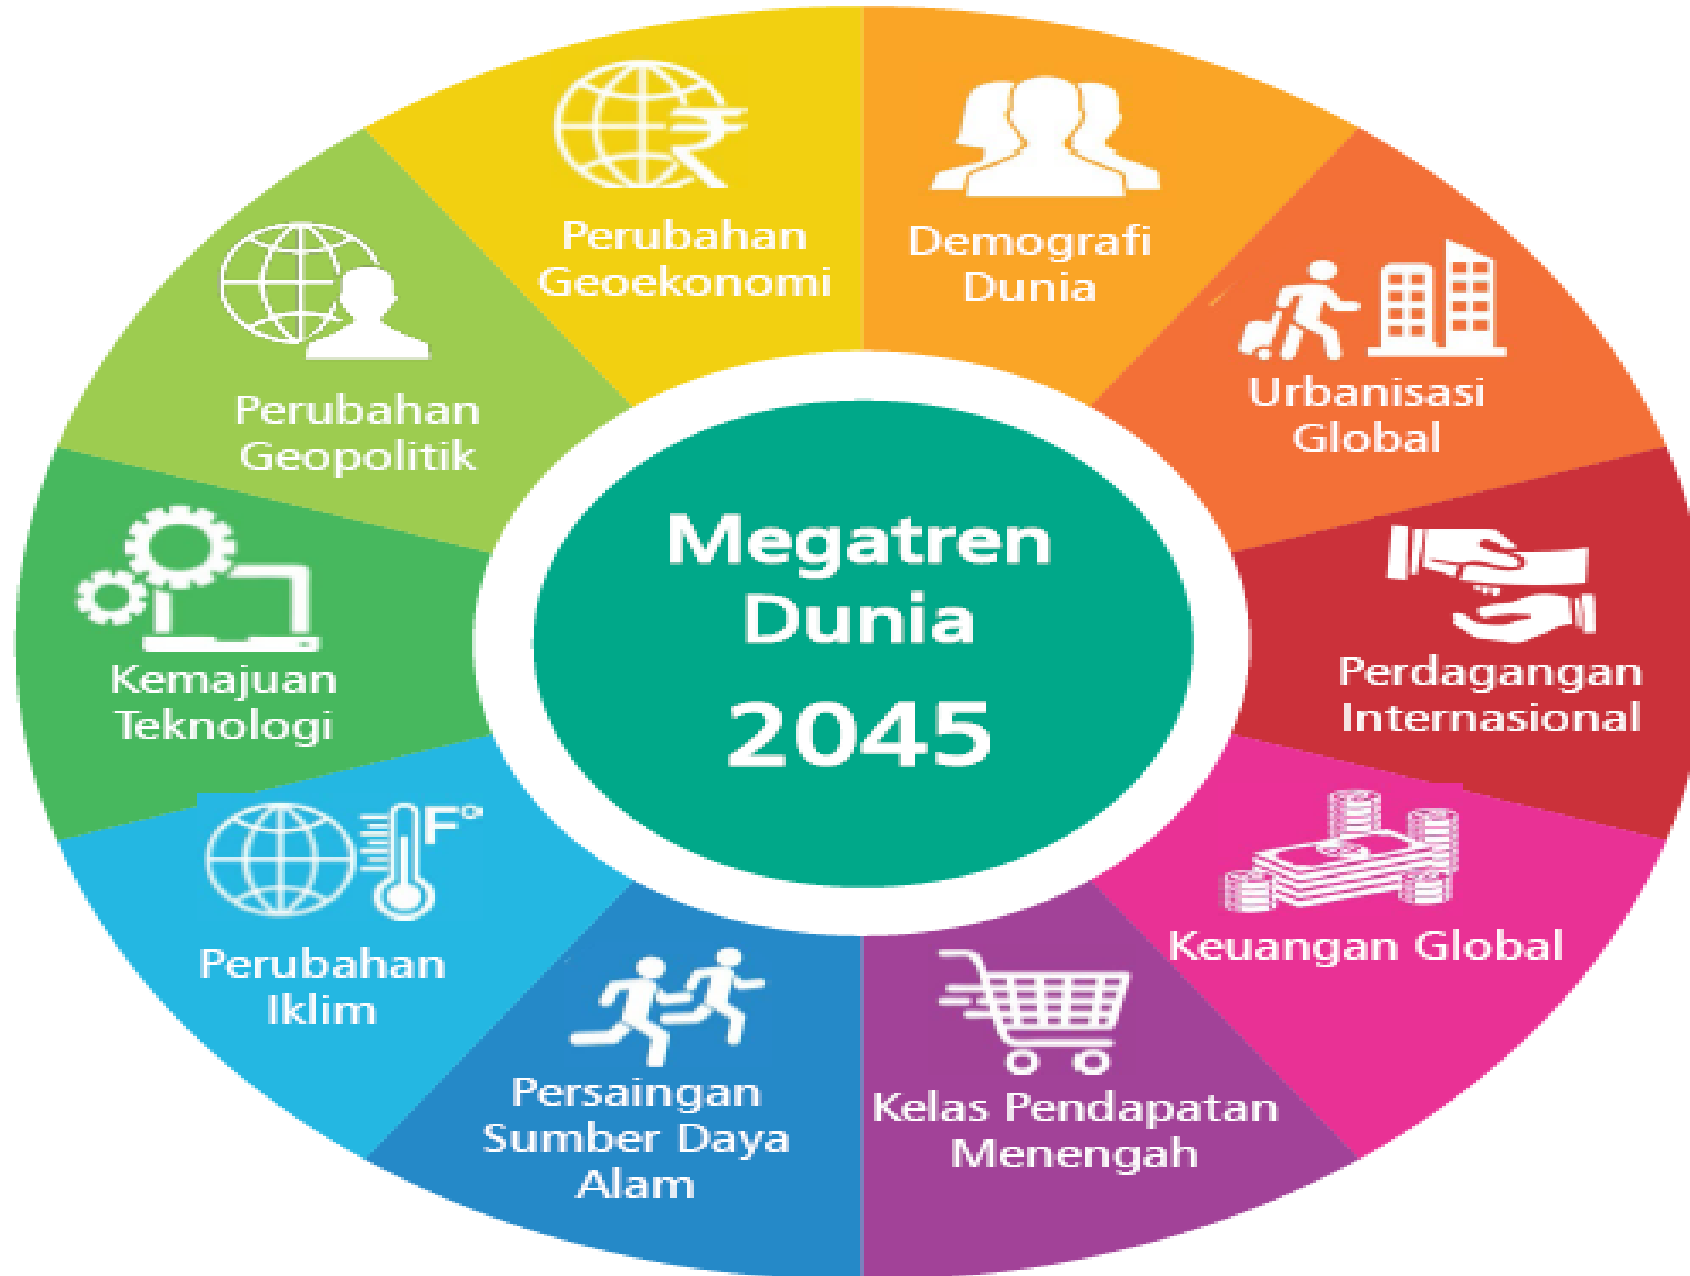 Megatren
Dunia
2045
Demografi
Dunia
Urbanisasi
Global
Perdagangan
Internasional
Keuangan Global
Kelas Pendapatan
Menengah
Persaingan
Sumber Daya
Alam
F°
Perubahan
Iklim
Kemajuan
Teknologi
Perubahan
Geopolitik
₹
Perubahan
Geoekonomi